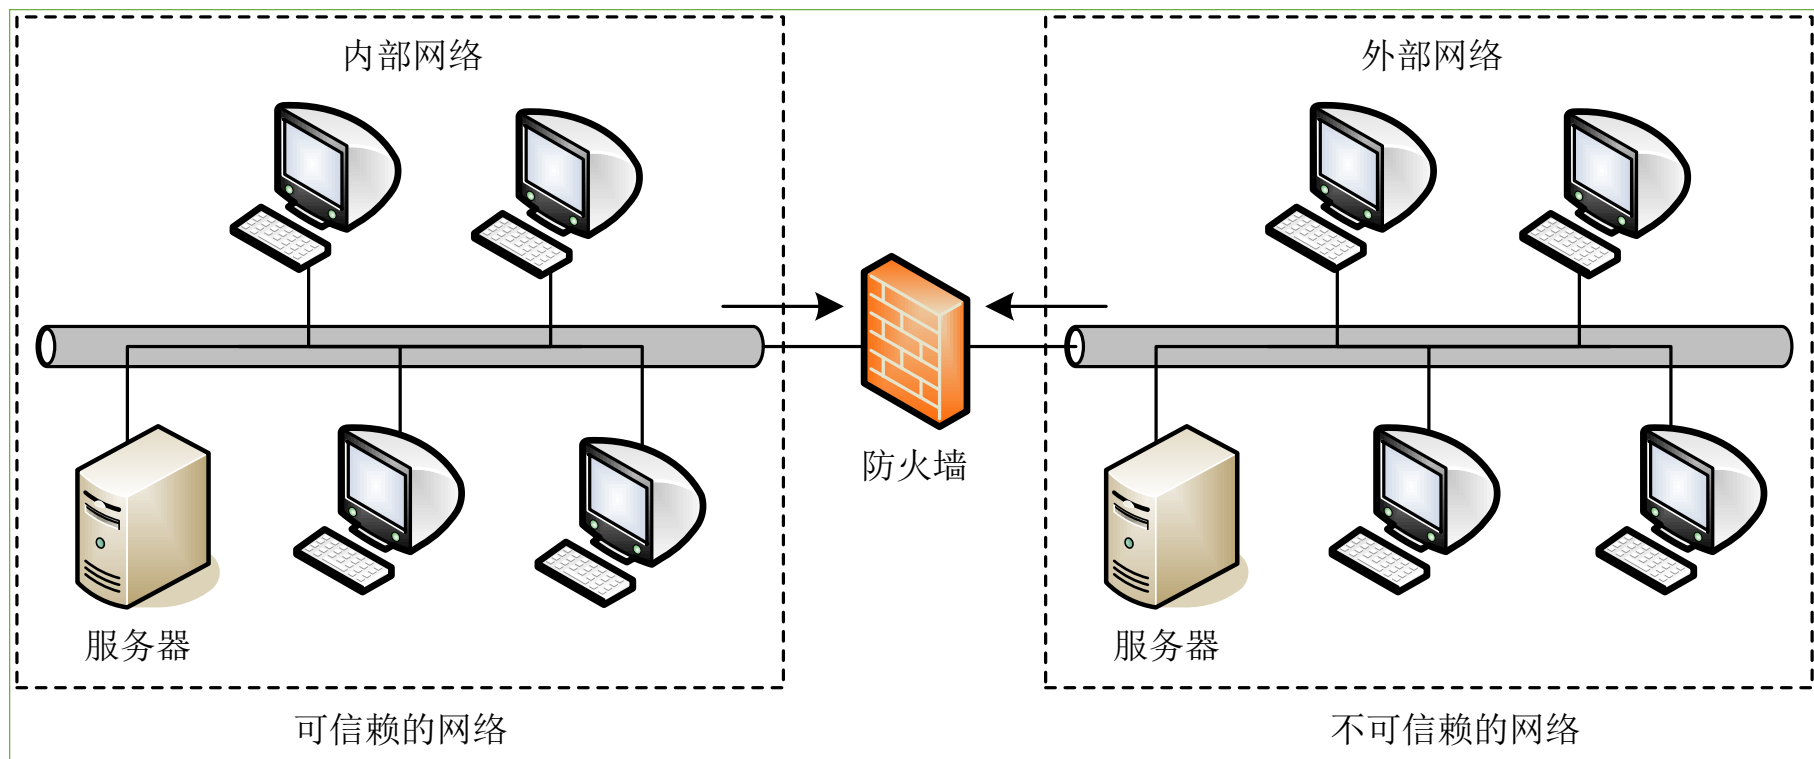 内部网络
外部网络
防火墙
服务器
服务器
可信赖的网络
不可信赖的网络